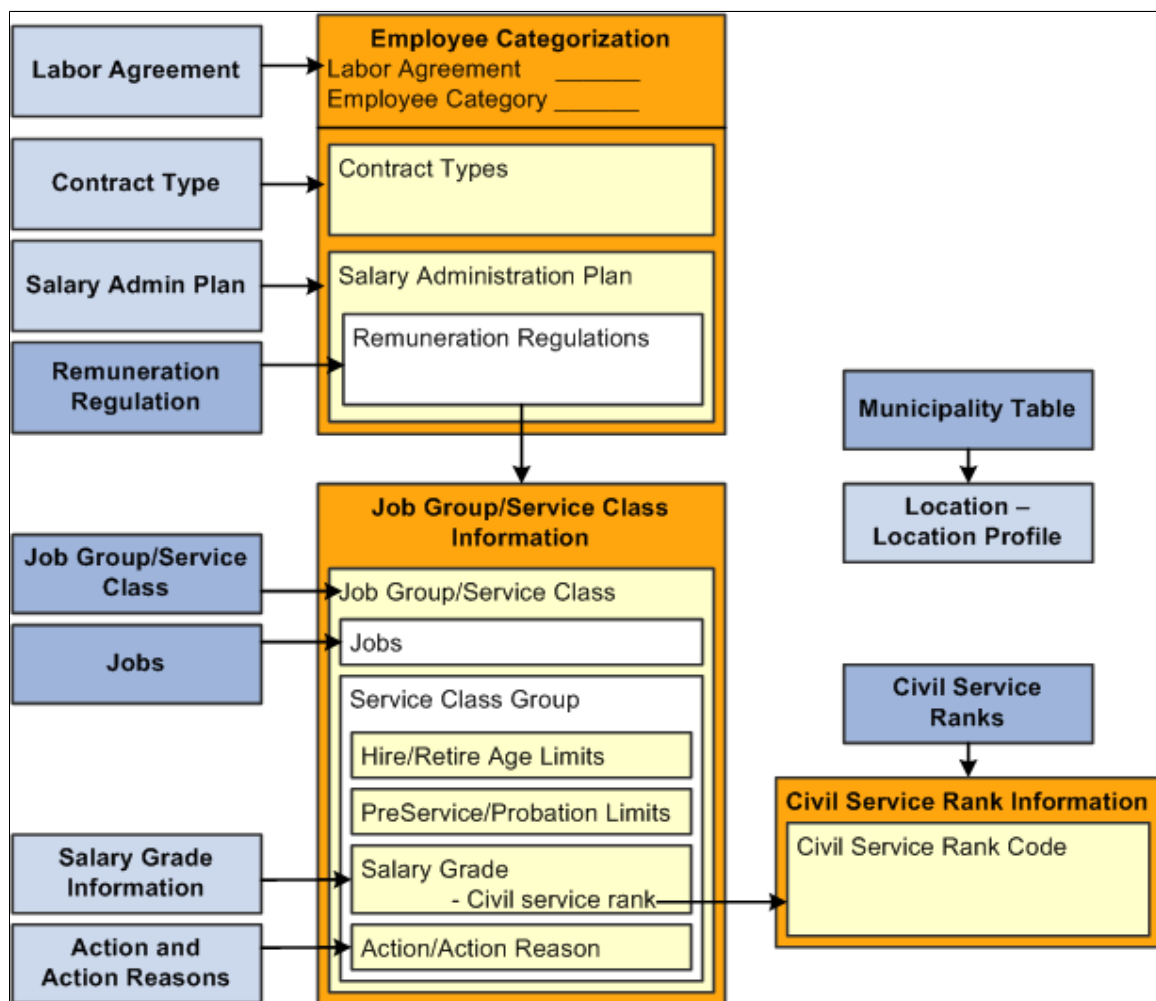 Labor Agreement
Employee Categorization
Labor Agreement ______
Employee Category ______
Contract Type
Contract Types
Salary Admin Plan
Salary Administration Plan
Remuneration
Regulation
Remuneration Regulations
Municipality Table
Location –
Location Profile
Job Group/Service Class
Information
Job Group/Service
Class
Job Group/Service Class
Jobs
Jobs
Service Class Group
Hire/Retire Age Limits
PreService/Probation Limits
Salary Grade
Information
Salary Grade
- Civil service rank
Action and
Action Reasons
Action/Action Reason
Civil Service
Ranks
Civil Service Rank Information
Civil Service Rank Code